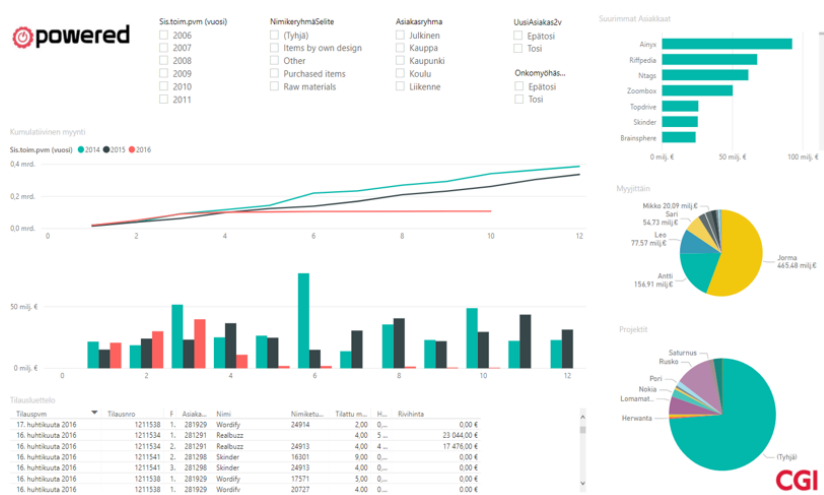 powered
Sis.toim.pvm (vuosi)
2006
2007
2008
2009
2010
2011
NimikeryhmäSelite
(Tyhjä)
Items by own design
Other
Purchased items
Raw materials
Asiakasryhma
Julkinen
Kauppa
Kaupunki
Koulu
Liikenne
UusiAsiakas2v
Epätosi
Tosi
Onkomyöhäs...
Epätosi
Tosi
Suurimmat Asiakkaat
Ainyx
Riffpedia
Ntags
Zoombox
Topdrive
Skinder
Brainsphere
0 milj. € 50 milj. € 100 milj. €
Kumulatiivinen myynti
Sis.toim.pvm (vuosi) 2014 2015 2016
0,4 mrd.
0,2 mrd.
0,0 mrd.
0 2 4 6 8 10 12
50 milj. €
0 milj. €
0 2 4 6 8 10 12
Myyjittäin
Mikko 20,09 milj.€
Sari
54,73 milj.€
Leo
77,57 milj.€
Antti
156,91 milj.€
Jorma
465,48 milj.€
Projektit
Saturnus
Rusko
Pori
Nokia
Lomamat...
Herwanta
(Tyhjä)
Tilausluettelo
Tilauspvm Tilausnro F Asiaka... Nimi Nimiketu... Tilattu m... H... Rivihinta
17. huhtikuuta 2016 1211538 1. 281929 Wordify 24914 2,00 0,... 0,00 €
16. huhtikuuta 2016 1211534 1. 281291 Realbuzz 4,00 5 ... 23 044,00 €
16. huhtikuuta 2016 1211534 2. 281291 Realbuzz 24913 4,00 4 ... 17 476,00 €
16. huhtikuuta 2016 1211541 2. 281298 Skinder 16301 9,00 0,... 0,00 €
16. huhtikuuta 2016 1211541 3. 281298 Skinder 24913 4,00 0,... 0,00 €
16. huhtikuuta 2016 1211538 1. 281929 Wordify 17571 5,00 0,... 0,00 €
16. huhtikuuta 2016 1211538 2. 281929 Wordify 20727 4,00 0,... 0,00 €
CGI